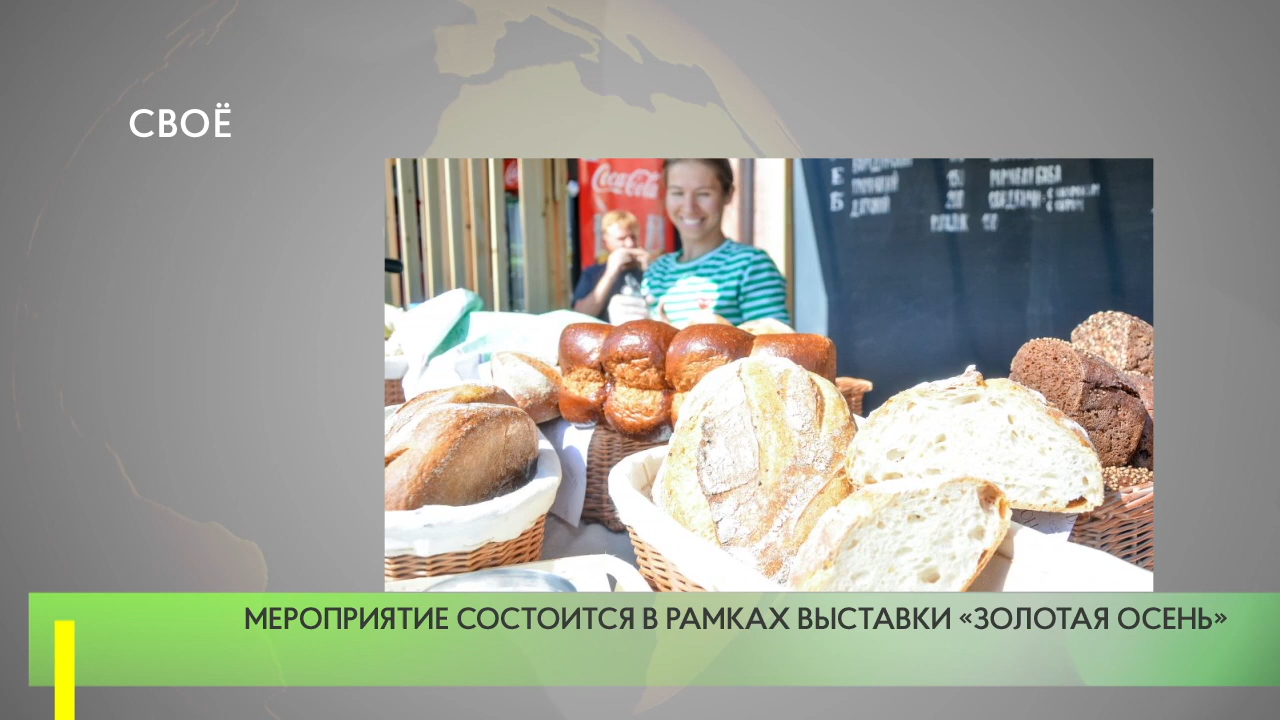 СВОЁ
Coca-Cola
МЕРОПРИЯТИЕ СОСТОИТСЯ В РАМКАХ ВЫСТАВКИ «ЗОЛОТАЯ ОСЕНЬ»